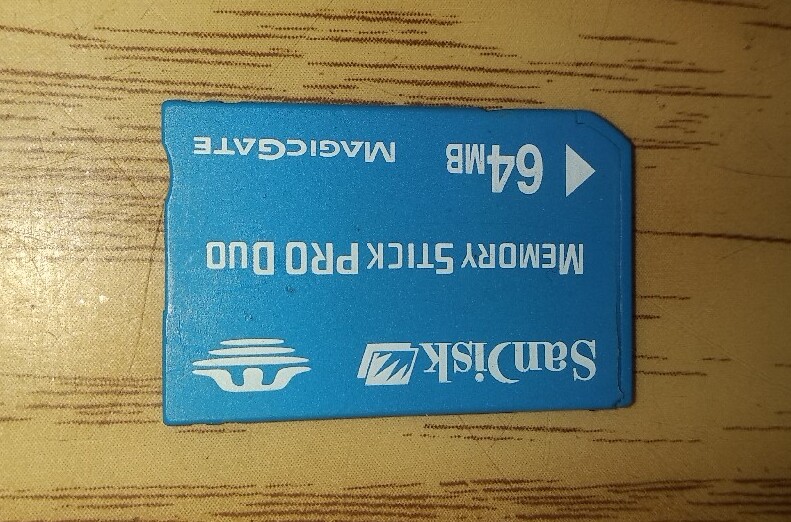 SanDisk
MEMORY STICK PRO DUO
64MB MAGICGATE